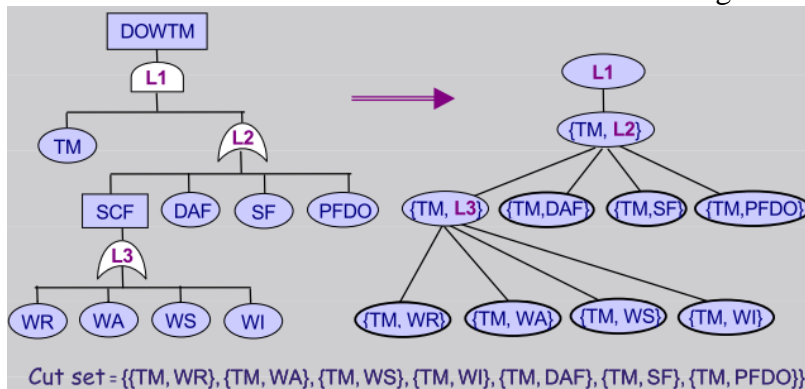 DOWTM
L1
L1
TM
L2
{TM, L2}
SCF
DAF
SF
PFDO
{TM, L3}
{TM,DAF}
{TM,SF}
{TM,PFDO}
L3
WR
WA
WS
WI
{TM, WR}
{TM, WA}
{TM, WS}
{TM, WI}
Cut set = {{TM, WR}, {TM, WA}, {TM, WS}, {TM, WI}, {TM, DAF}, {TM, SF}, {TM, PFDO}}